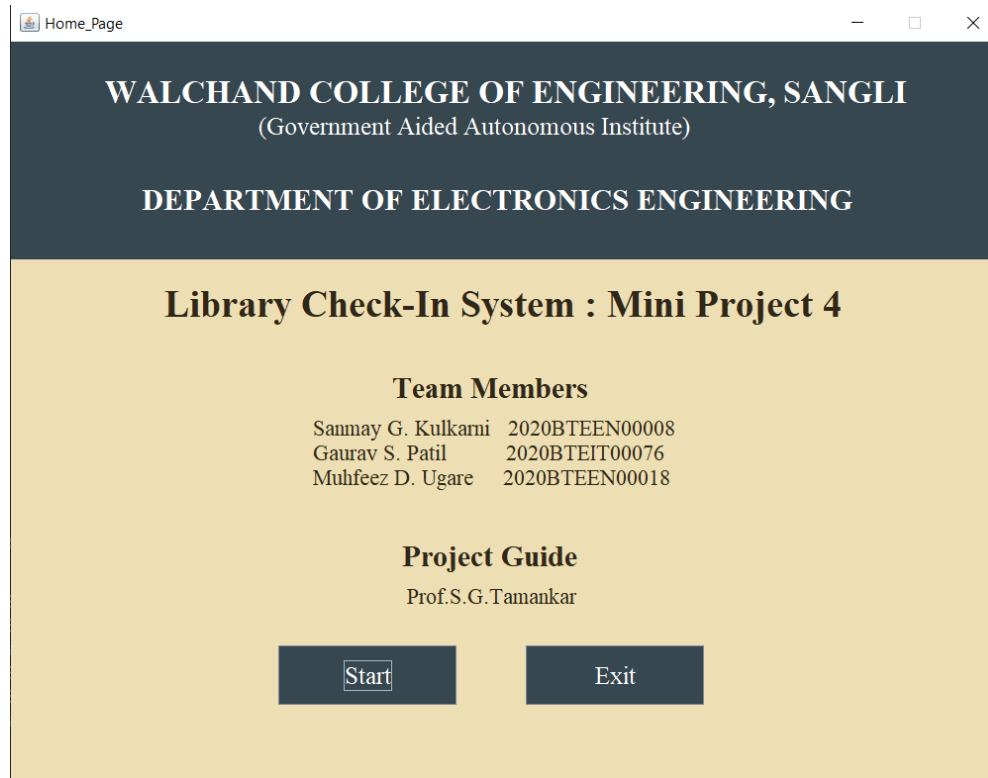 Home_Page
WALCHAND COLLEGE OF ENGINEERING, SANGLI
(Government Aided Autonomous Institute)
DEPARTMENT OF ELECTRONICS ENGINEERING
Library Check-In System : Mini Project 4
Team Members
Sanmay G. Kulkarni 2020BTEEN00008
Gaurav S. Patil 2020BTEIT00076
Muhfeez D. Ugare 2020BTEEN00018
Project Guide
Prof.S.G.Tamankar
Start Exit